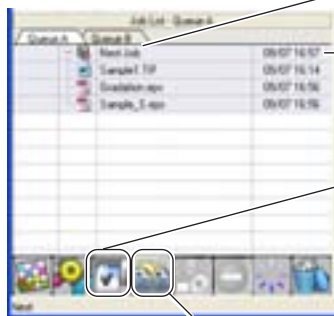 Job List - Queue A
Queue A Queue B
Next Job 09/07 16:57
Sample1.TIF 09/07 16:14
Gradation.eps 09/07 16:56
Sample_S.eps 09/07 16:56